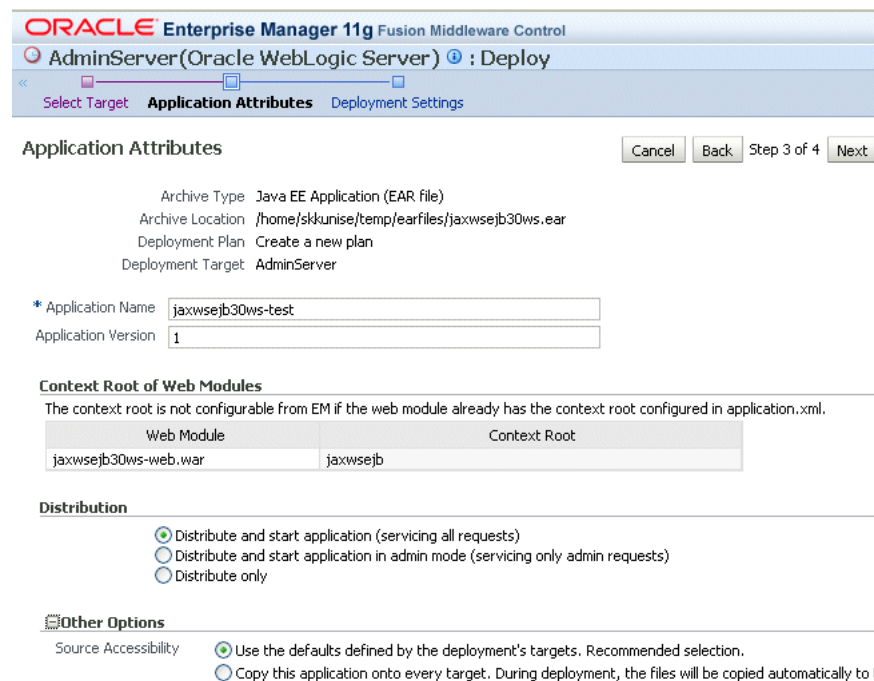 ORACLE Enterprise Manager 11g Fusion Middleware Control
AdminServer(Oracle WebLogic Server) : Deploy
Select Target Application Attributes Deployment Settings
Application Attributes
Cancel Back Step 3 of 4 Next
Archive Type Java EE Application (EAR file)
Archive Location /home/skkunise/temp/earfiles/jaxwsejb30ws.ear
Deployment Plan Create a new plan
Deployment Target AdminServer
* Application Name jaxwsejb30ws-test
Application Version 1
Context Root of Web Modules
The context root is not configurable from EM if the web module already has the context root configured in application.xml.
Web Module Context Root
jaxwsejb30ws-web.war jaxwsejb
Distribution
Distribute and start application (servicing all requests)
Distribute and start application in admin mode (servicing only admin requests)
Distribute only
Other Options
Source Accessibility Use the defaults defined by the deployment's targets. Recommended selection.
Copy this application onto every target. During deployment, the files will be copied automatically to